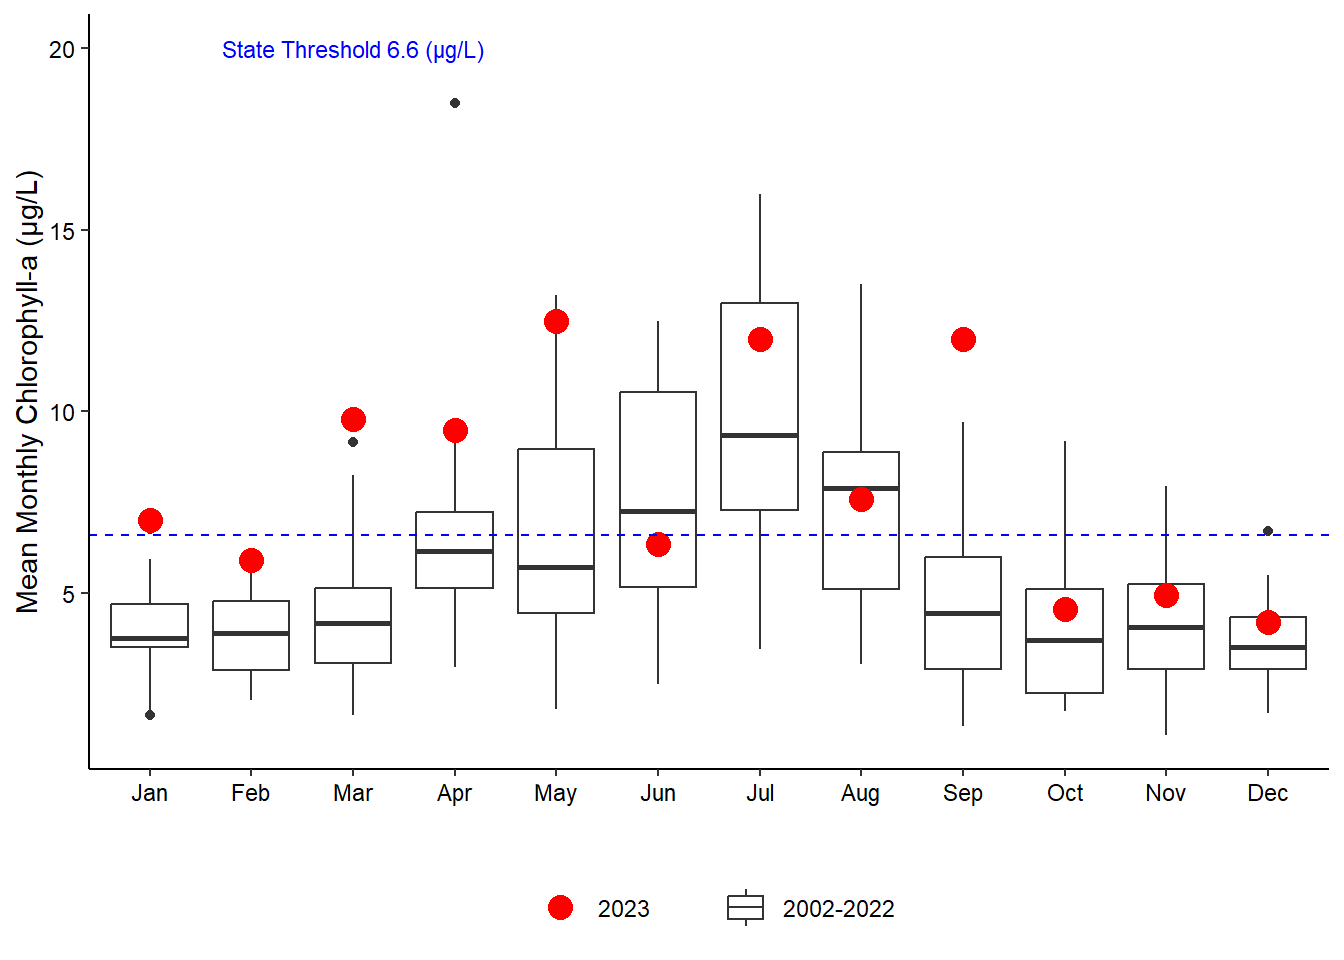 State Threshold 6.6 (µg/L)
Mean Monthly Chlorophyll-a (µg/L)
20
15
10
5
Jan Feb Mar Apr May Jun Jul Aug Sep Oct Nov Dec
2023 2002-2022